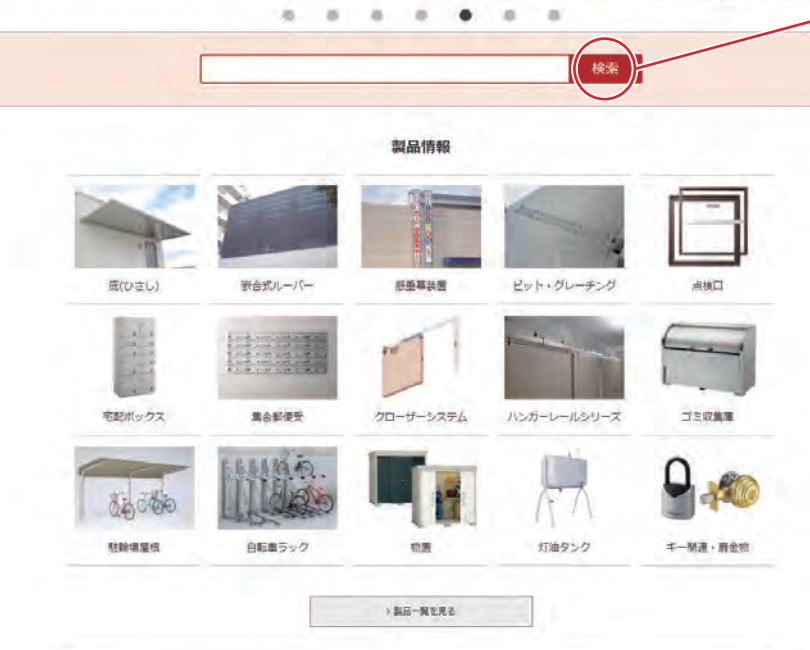 検索
製品情報
庇(ひさし)
嵌合式ルーバー
懸垂幕装置
ピット・グレーチング
点検口
宅配ボックス
集合郵便受
クローザーシステム
ハンガーレールシリーズ
ゴミ収集庫
駐輪場屋根
自転車ラック
物置
灯油タンク
キー関連・扉金物
› 製品一覧を見る